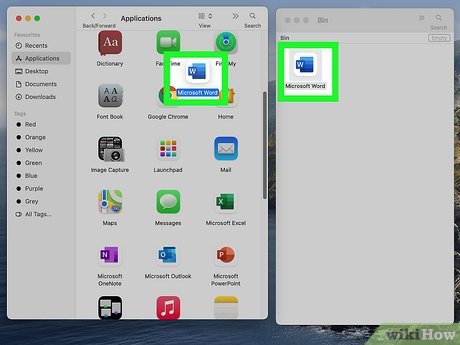 Applications
Back/Forward
View
Search
Favourites
Recents
Applications
Desktop
Documents
Downloads
Tags
Red
Orange
Yellow
Green
Blue
Purple
Grey
All Tags...
Dictionary
FaceTime
Find My
Microsoft Word
Font Book
Google Chrome
Home
Image Capture
Launchpad
Mail
Maps
Messages
Microsoft Excel
Microsoft
OneNote
Microsoft Outlook
Microsoft
PowerPoint
Bin
Search
Bin
Empty
Microsoft Word
wikiHow